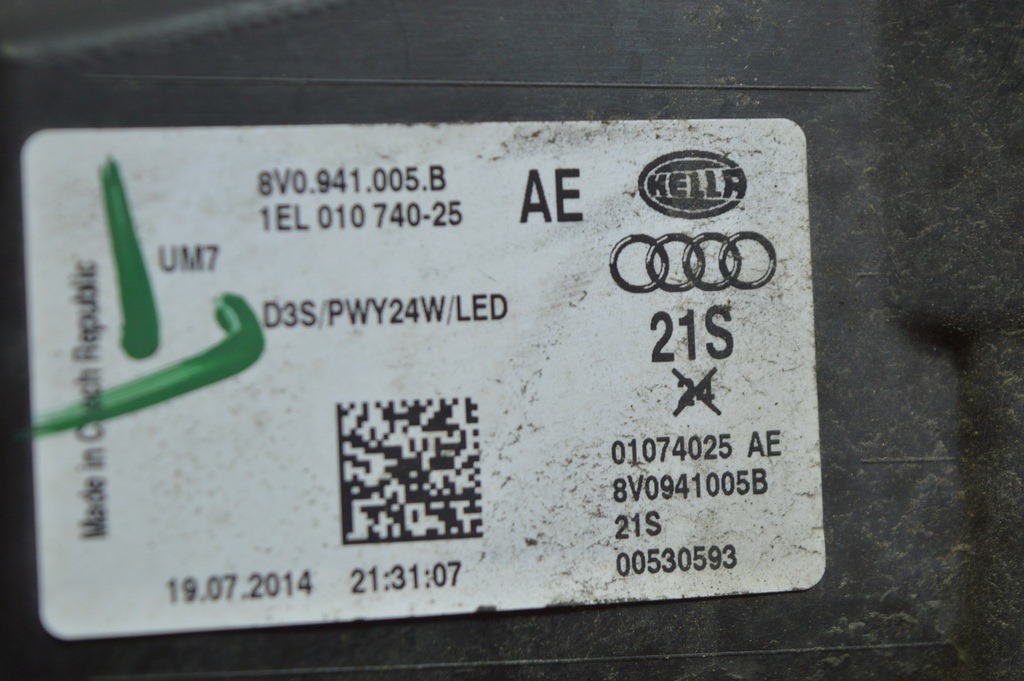 8V0.941.005.B
1EL 010 740-25
AE
HELLA
UM7
D3S/PWY24W/LED
21S
24
Made in Czech Republic
01074025 AE
8V0941005B
21S
00530593
19.07.2014 21:31:07